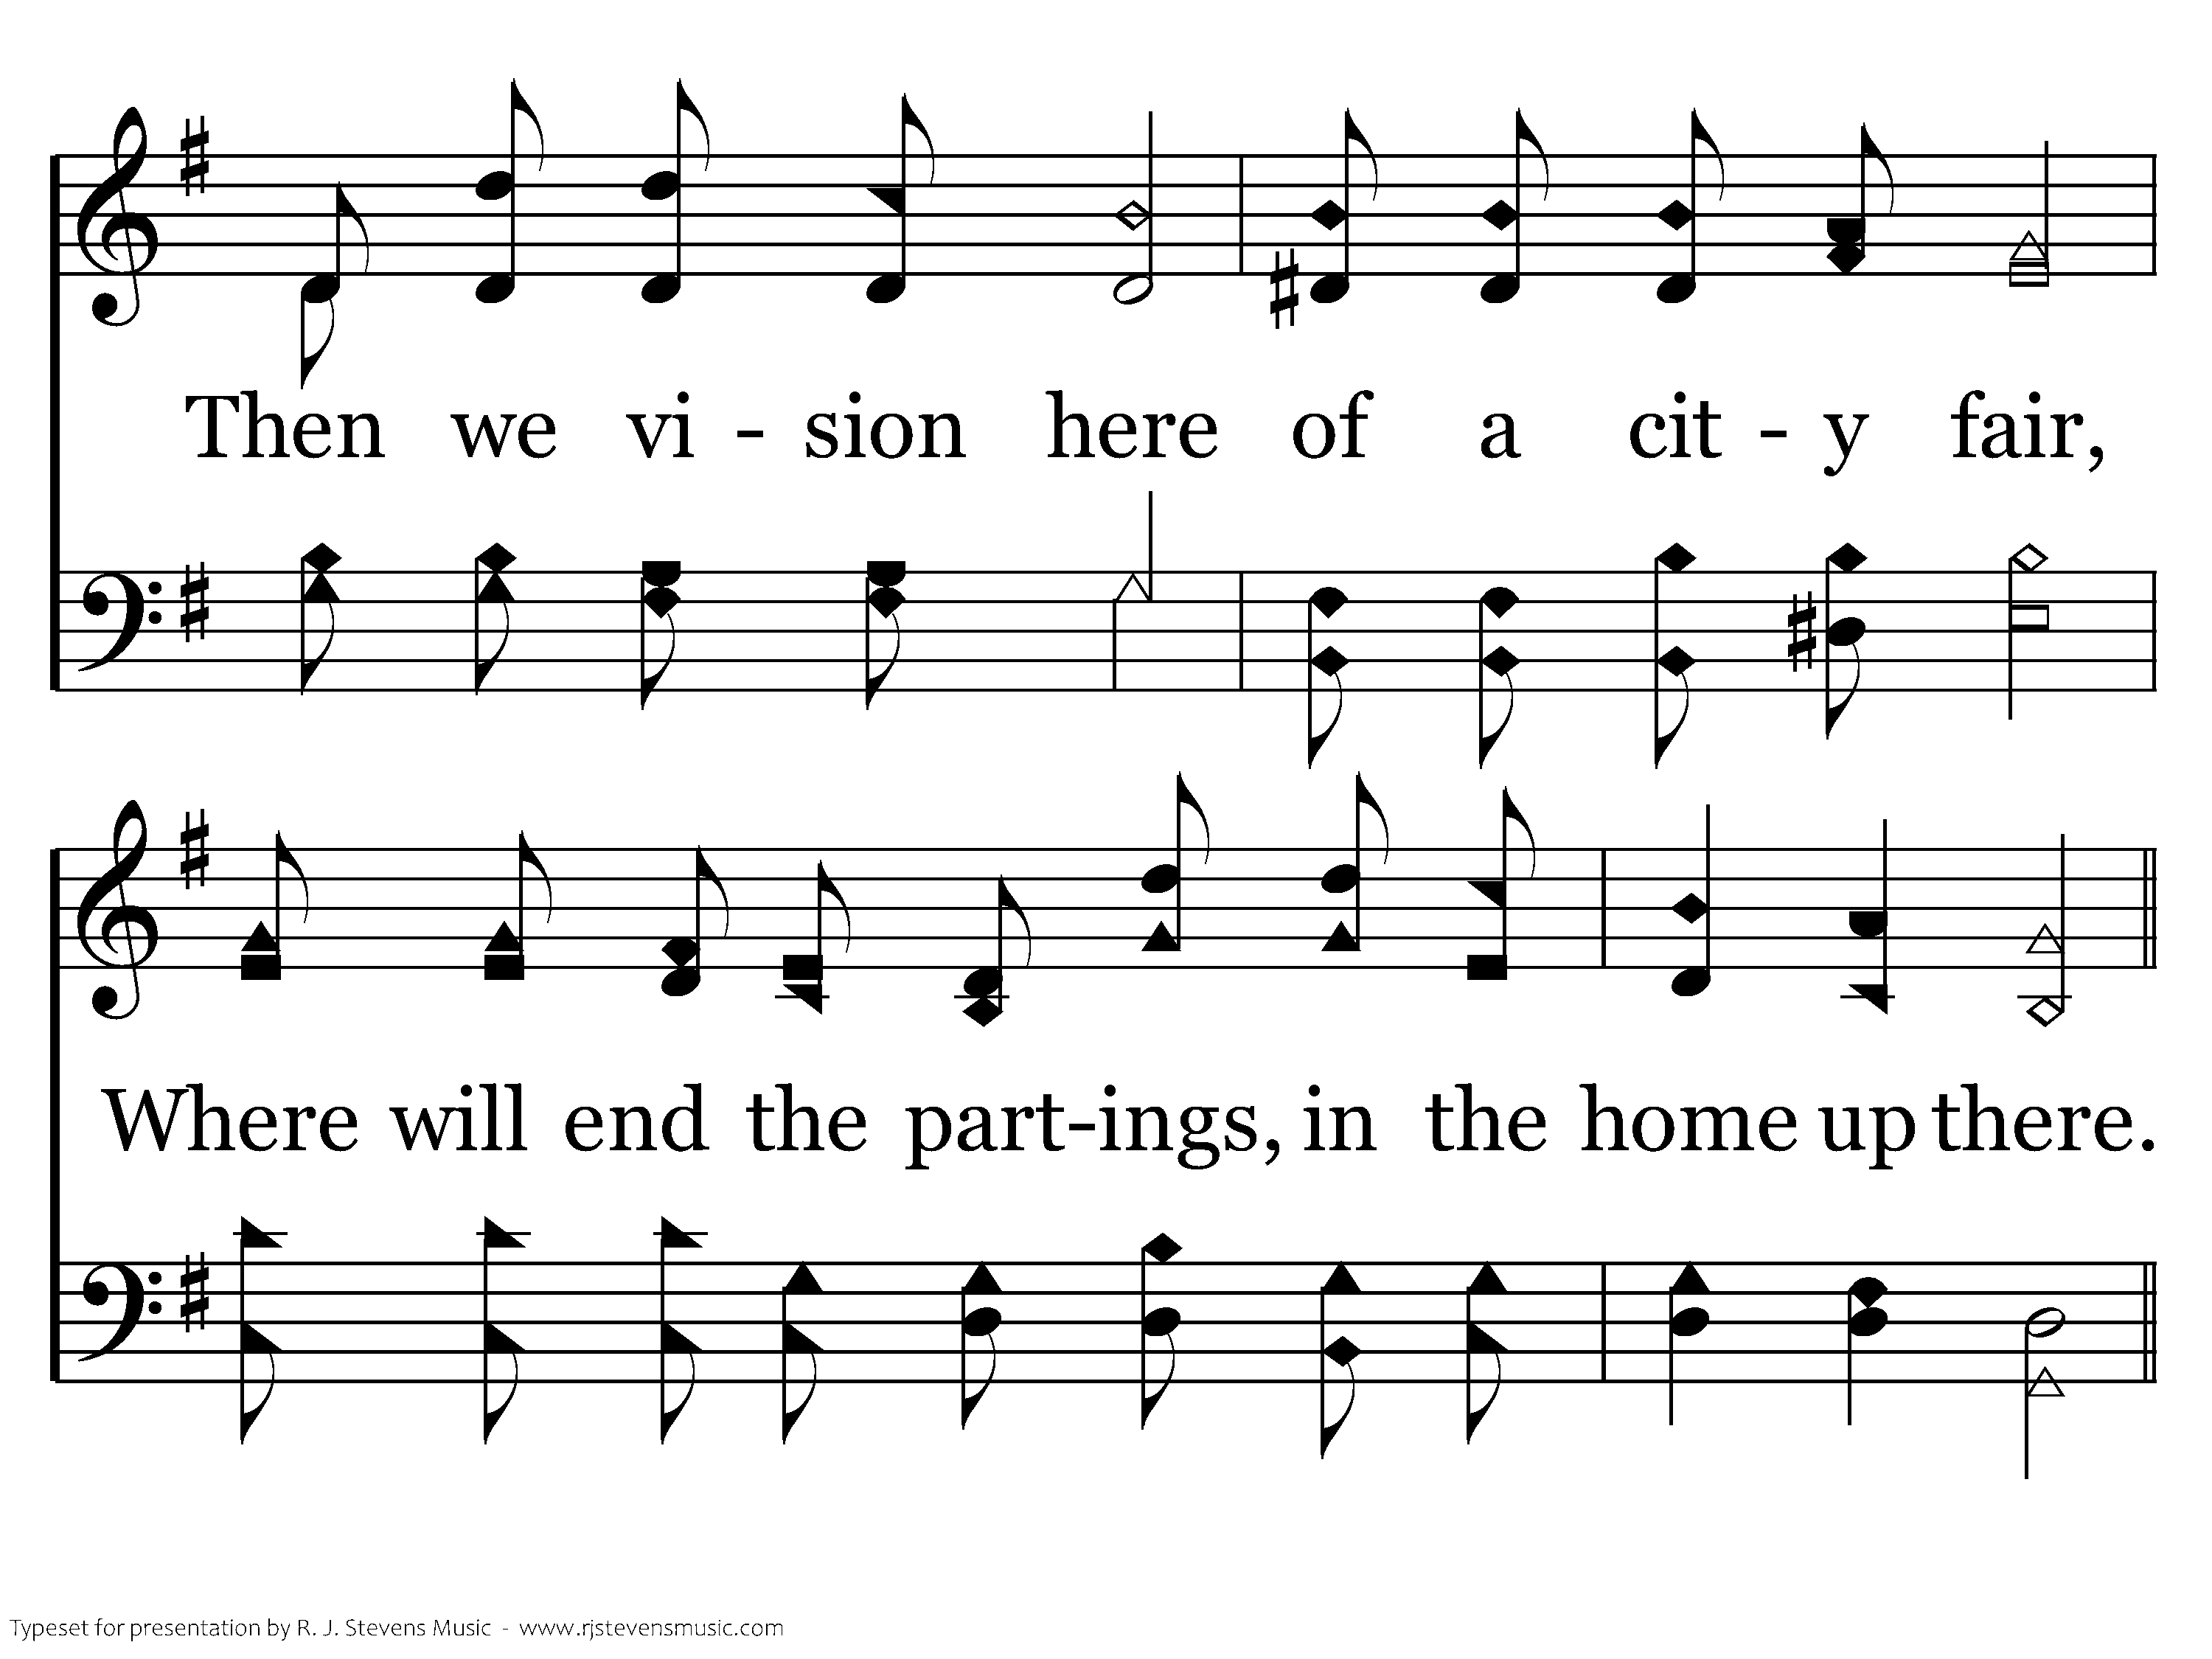 Then we vi - sion here of a cit - y fair,
Where will end the part-ings, in the home up there.
Typeset for presentation by R. J. Stevens Music - www.rjstevensmusic.com